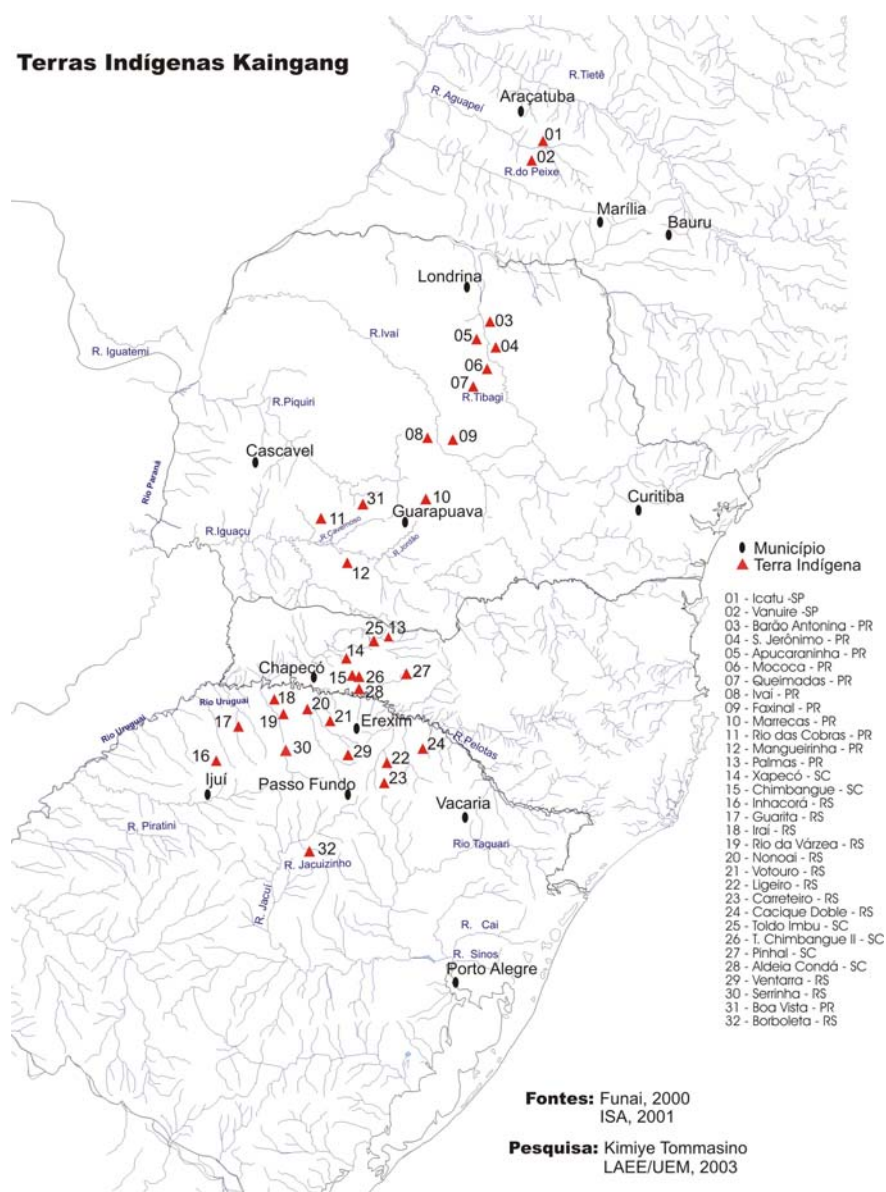 Terras Indígenas Kaingang
R.Tietê
Araçatuba
R. Aguapeí
01
02
R.do Peixe
Marília
Bauru
Londrina
03
R.Ivaí
05
04
R. Iguatemi
06
07
R.Tibagi
R.Piquiri
08
09
Cascavel
Rio Paraná
31
10
Curitiba
11
Guarapuava
R.Cavernoso
R.Iguaçu
R.Jordão
12
Município
Terra Indígena
01 - Icatu -SP
02 - Vanuire -SP
03 - Barão Antonina - PR
04 - S. Jerônimo - PR
05 - Apucaraninha - PR
06 - Mococa - PR
07 - Queimadas - PR
08 - Ivaí - PR
09 - Faxinal - PR
10 - Marrecas - PR
11 - Rio das Cobras - PR
12 - Mangueirinha - PR
13 - Palmas - PR
14 - Xapecó - SC
15 - Chimbangue - SC
16 - Inhacorá - RS
17 - Guarita - RS
18 - Iraí - RS
19 - Rio da Várzea - RS
20 - Nonoai - RS
21 - Votouro - RS
22 - Ligeiro - RS
23 - Carreteiro - RS
24 - Cacique Doble - RS
25 - Toldo Imbu - SC
26 - T. Chimbangue II - SC
27 - Pinhal - SC
28 - Aldeia Condá - SC
29 - Ventarra - RS
30 - Serrinha - RS
31 - Boa Vista - PR
32 - Borboleta - RS
25
13
14
Chapecó
15
26
27
28
18
Rio Uruguai
20
Rio Uruguai
19
21
Erexim
17
R.Pelotas
30
29
24
16
22
Ijuí
Passo Fundo
23
Vacaria
R. Piratini
Rio Taquari
32
R. Jacuizinho
R. Jacuí
R. Cai
R. Sinos
Porto Alegre
Fontes: Funai, 2000
ISA, 2001
Pesquisa: Kimiye Tommasino
LAEE/UEM, 2003